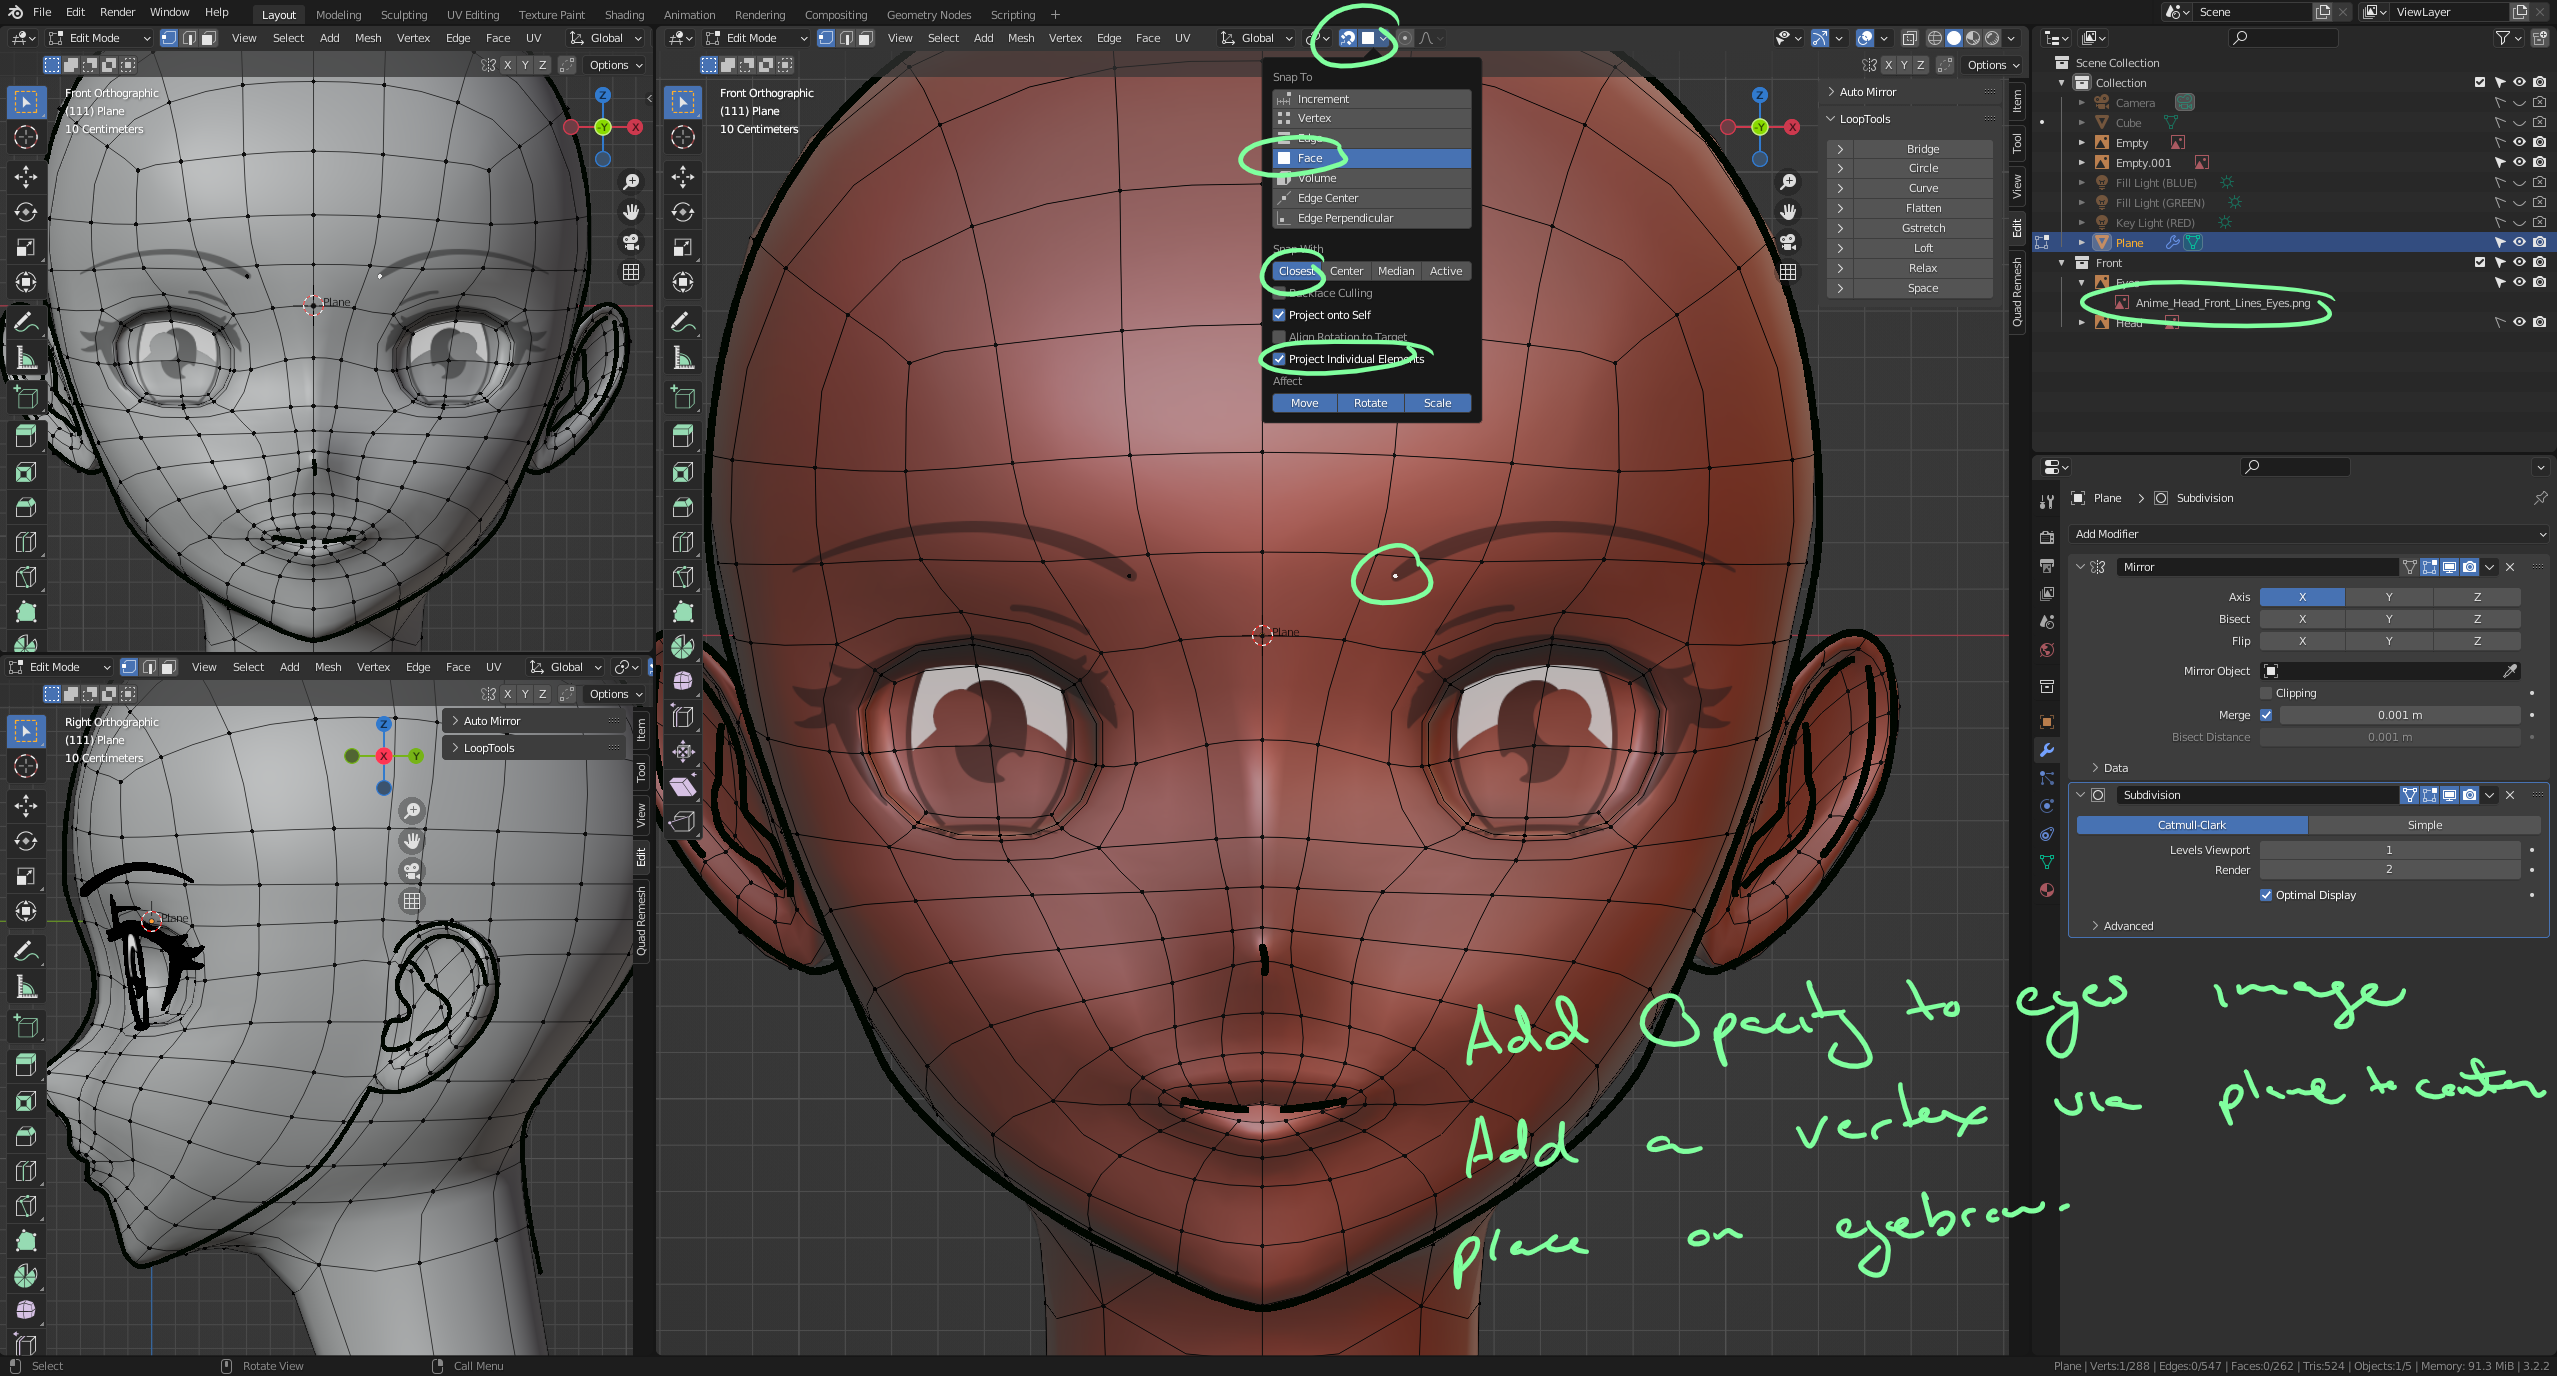 File Edit Render Window Help
Layout Modeling Sculpting UV Editing Texture Paint Shading Animation Rendering Compositing Geometry Nodes Scripting +
Scene
ViewLayer
Edit Mode View Select Add Mesh Vertex Edge Face UV Global
X Y Z Options
Front Orthographic
(111) Plane
10 Centimeters
Z
-Y
X
Plane
Edit Mode View Select Add Mesh Vertex Edge Face UV Global
X Y Z Options
Right Orthographic
(111) Plane
10 Centimeters
Z
X
Y
Auto Mirror
LoopTools
Item
Tool
View
Edit
Quad Remesh
Plane
Edit Mode View Select Add Mesh Vertex Edge Face UV Global
X Y Z Options
Front Orthographic
(111) Plane
10 Centimeters
Snap To
Increment
Vertex
Edge
Face
Volume
Edge Center
Edge Perpendicular
Snap With
Closest Center Median Active
Backface Culling
Project onto Self
Align Rotation to Target
Project Individual Elements
Affect
Move Rotate Scale
Z
-Y
X
Plane
Auto Mirror
LoopTools
Bridge
Circle
Curve
Flatten
Gstretch
Loft
Relax
Space
Item
Tool
View
Edit
Quad Remesh
Scene Collection
Collection
Camera
Cube
Empty
Empty.001
Fill Light (BLUE)
Fill Light (GREEN)
Key Light (RED)
Plane
Front
Eyes
Anime_Head_Front_Lines_Eyes.png
Head
Plane > Subdivision
Add Modifier
Mirror
Axis X Y Z
Bisect X Y Z
Flip X Y Z
Mirror Object
Clipping
Merge 0.001 m
Bisect Distance 0.001 m
Data
Subdivision
Catmull-Clark Simple
Levels Viewport 1
Render 2
Optimal Display
Advanced
Add Opacity to eyes image
Add a vertex via plane to center
place on eyebrow.
Select Rotate View Call Menu
Plane | Verts:1/288 | Edges:0/547 | Faces:0/262 | Tris:524 | Objects:1/5 | Memory: 91.3 MiB | 3.2.2